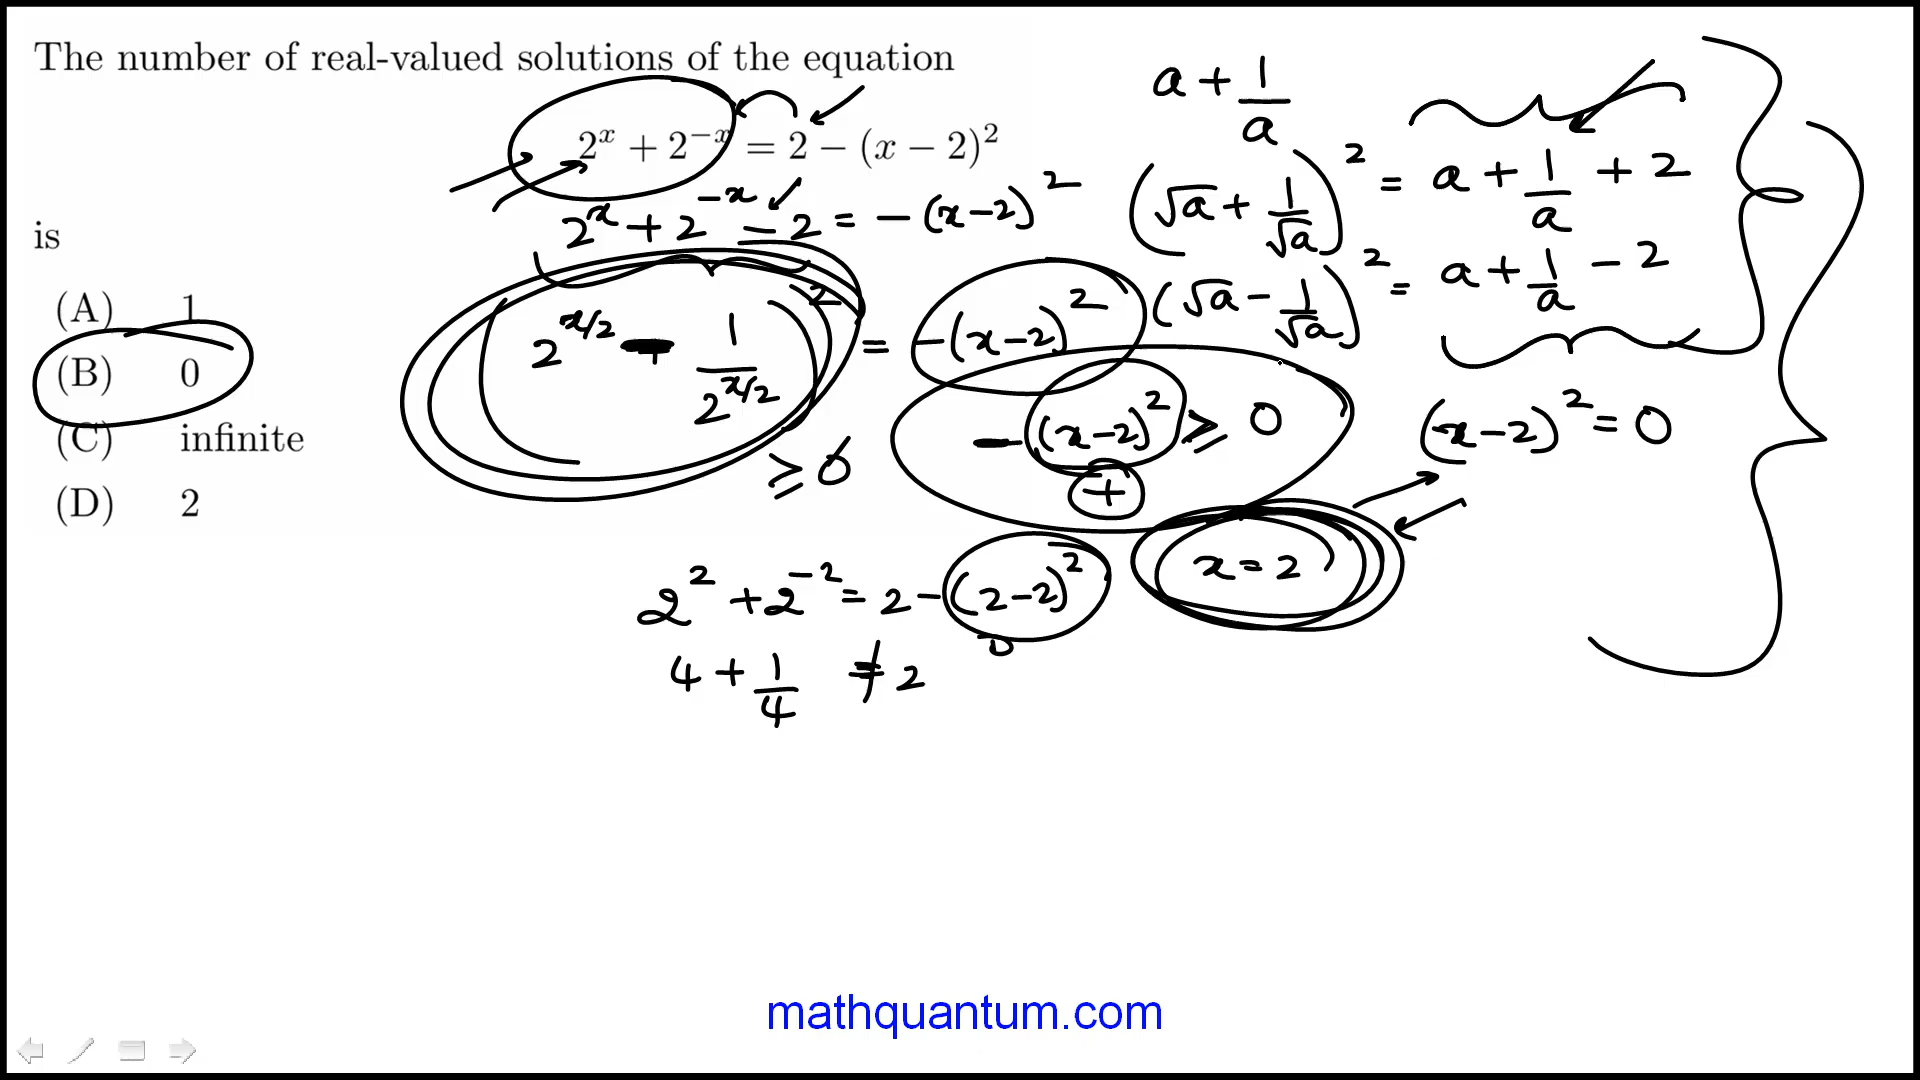 The number of real-valued solutions of the equation
2^x + 2^{-x} = 2 − (x − 2)^2
is
(A) 1
(B) 0
(C) infinite
(D) 2
2^x + 2^{-x} − 2 = −(x−2)^2
(2^{x/2} − 1/2^{x/2})^2 = −(x−2)^2
≥ 0
−(x−2)^2 ≥ 0
+
2^2 + 2^{-2} = 2 − (2−2)^2
0
4 + 1/4 ≠ 2
a + 1/a
(√a + 1/√a)^2 = a + 1/a + 2
(√a − 1/√a)^2 = a + 1/a − 2
(x−2)^2 = 0
x = 2
mathquantum.com